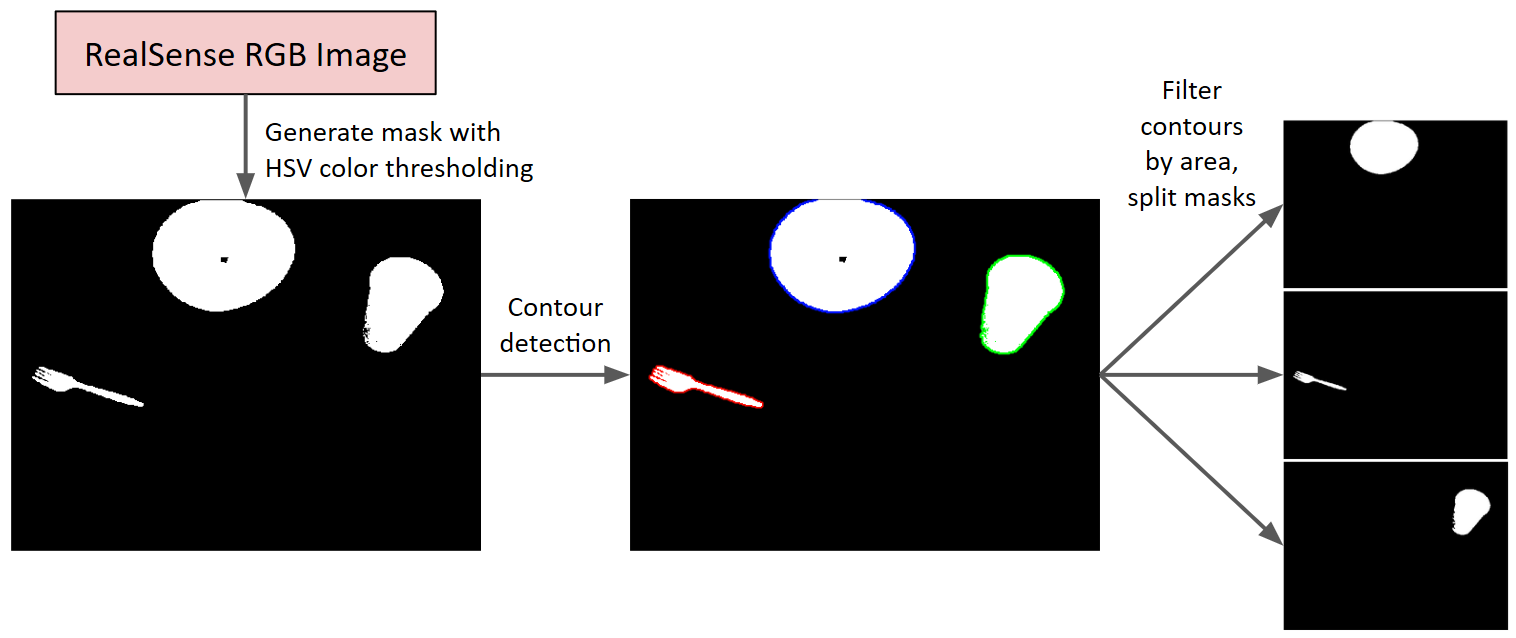 RealSense RGB Image
Generate mask with
HSV color thresholding
Contour
detection
Filter
contours
by area,
split masks